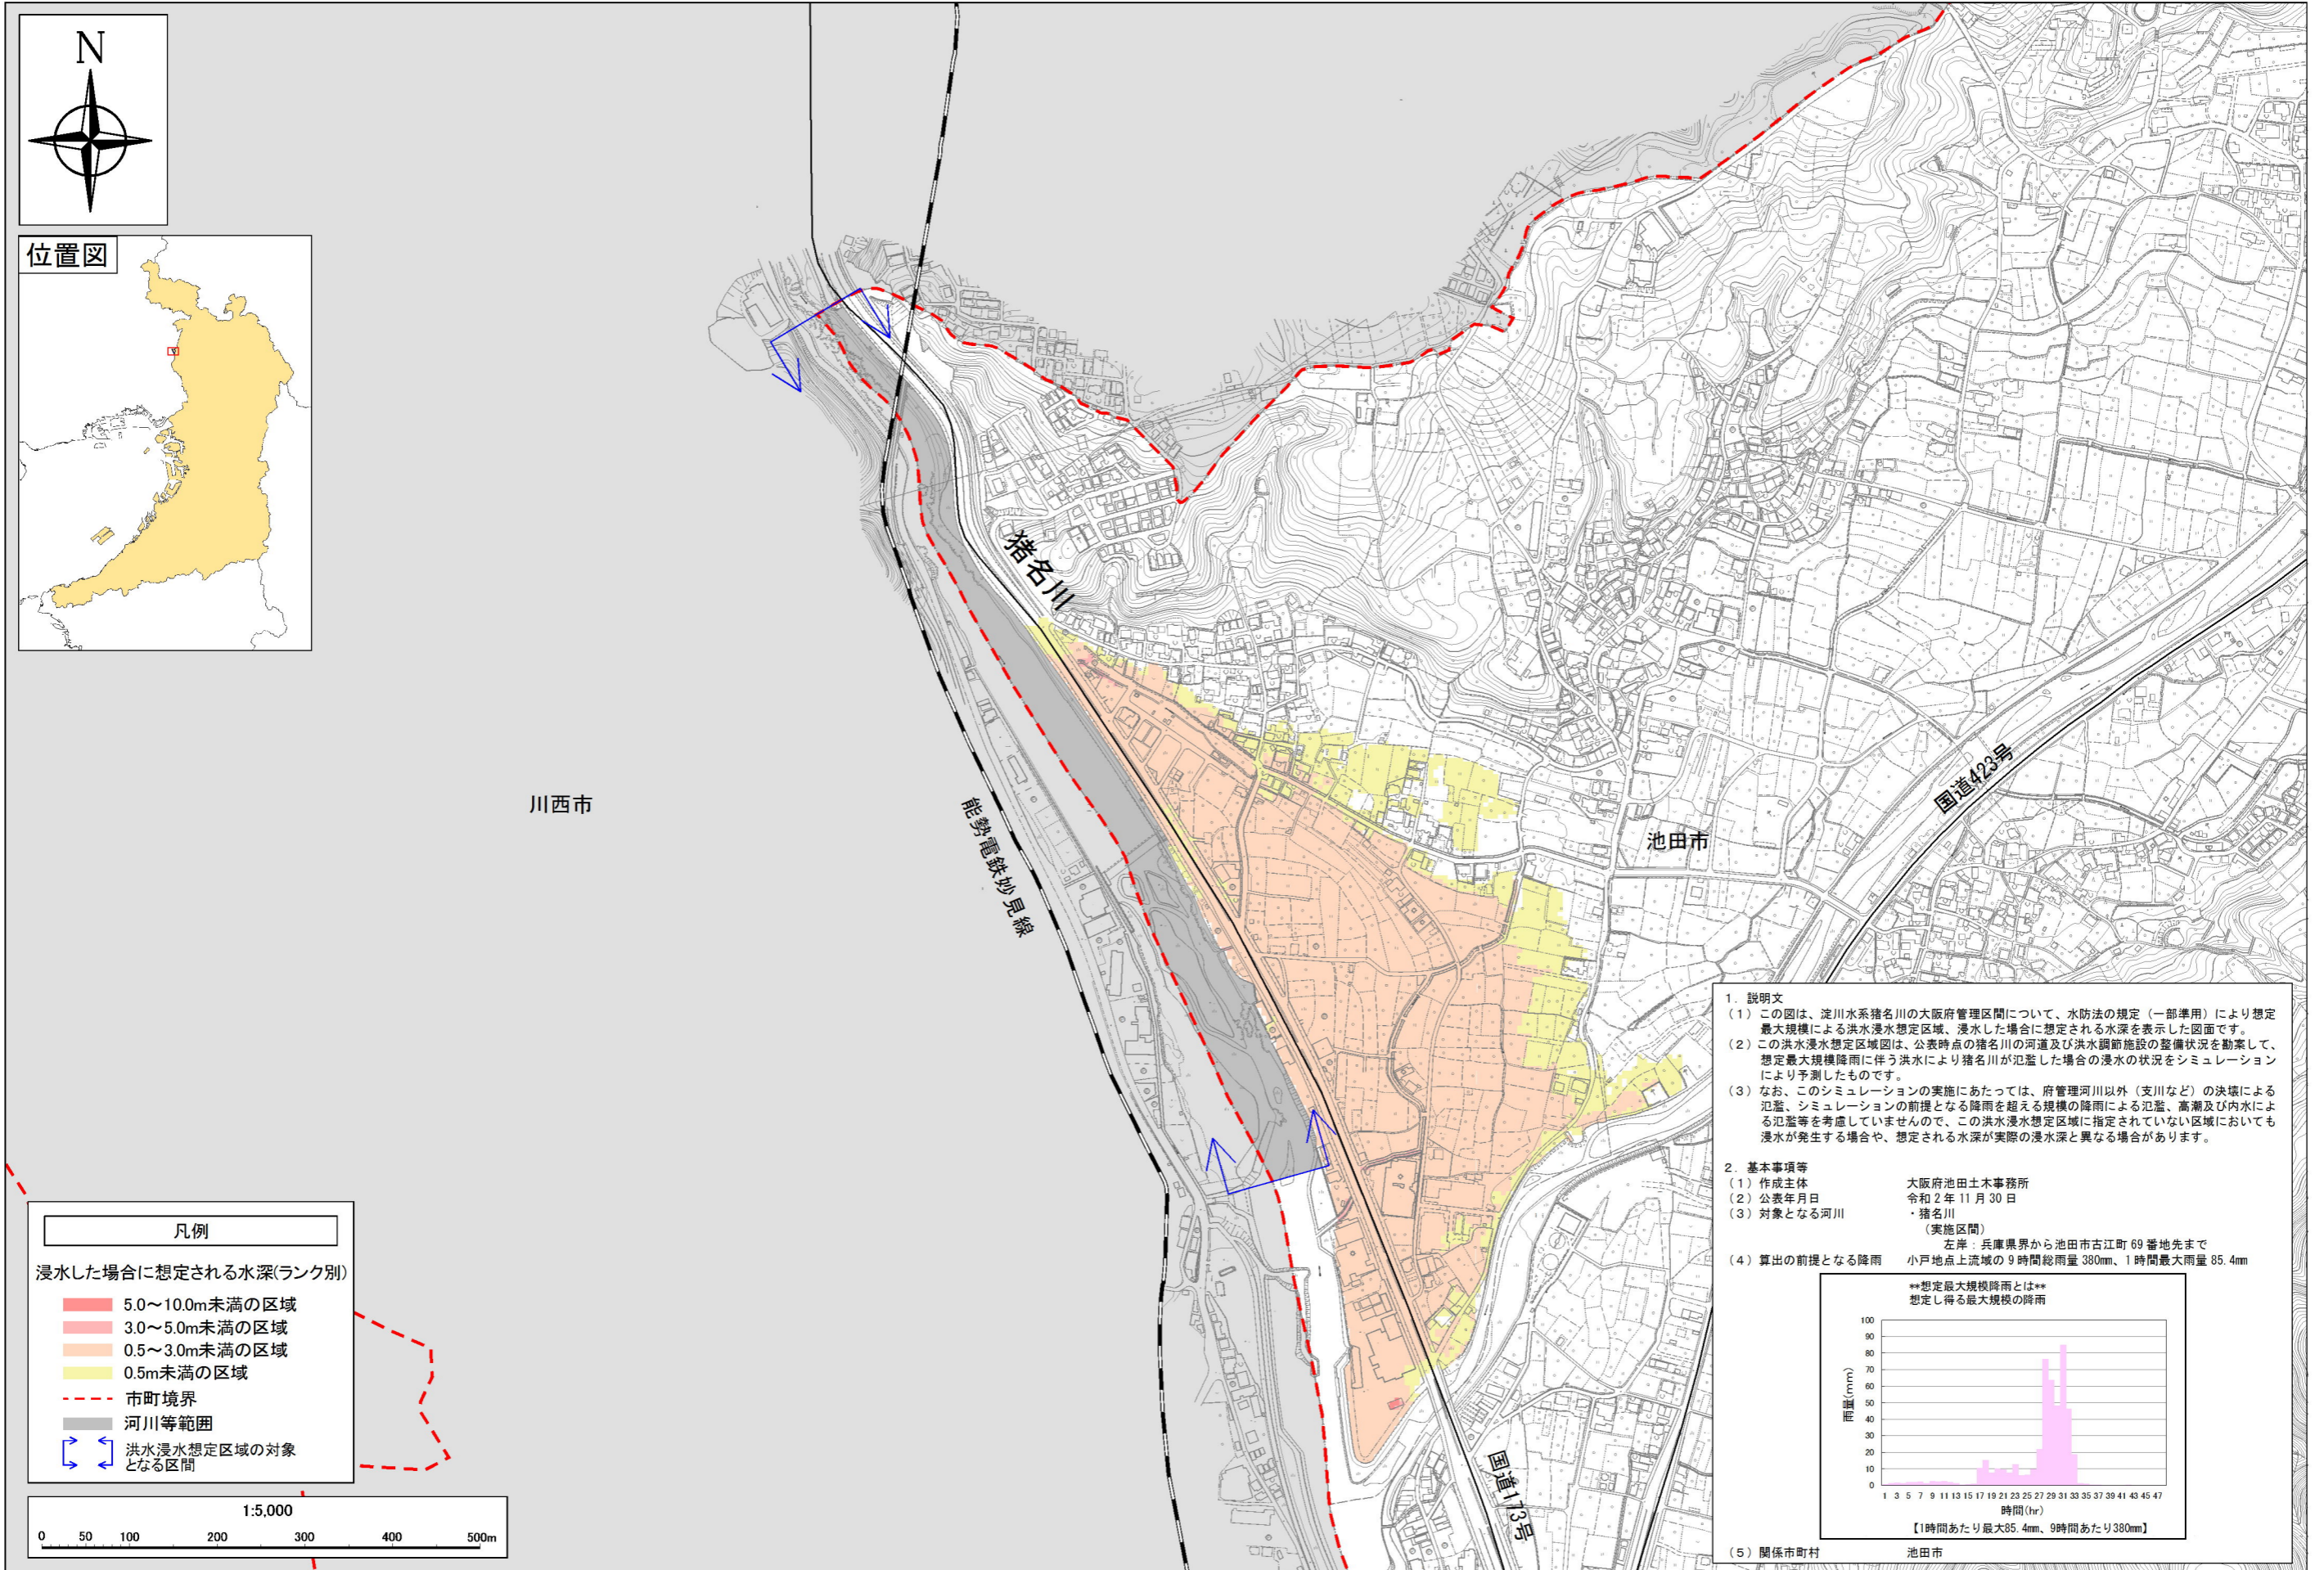 N
位置図
猪名川
川西市
能勢電鉄妙見線
池田市
国道423号
国道173号
凡例
浸水した場合に想定される水深(ランク別)
5.0～10.0m未満の区域
3.0～5.0m未満の区域
0.5～3.0m未満の区域
0.5m未満の区域
市町境界
河川等範囲
洪水浸水想定区域の対象
となる区間
1:5,000
0 50 100 200 300 400 500m
1．説明文
（1）この図は、淀川水系猪名川の大阪府管理区間について、水防法の規定（一部準用）により想定
最大規模による洪水浸水想定区域、浸水した場合に想定される水深を表示した図面です。
（2）この洪水浸水想定区域図は、公表時点の猪名川の河道及び洪水調節施設の整備状況を勘案して、
想定最大規模降雨に伴う洪水により猪名川が氾濫した場合の浸水の状況をシミュレーション
により予測したものです。
（3）なお、このシミュレーションの実施にあたっては、府管理河川以外（支川など）の決壊による
氾濫、シミュレーションの前提となる降雨を超える規模の降雨による氾濫、高潮及び内水によ
る氾濫等を考慮していませんので、この洪水浸水想定区域に指定されていない区域においても
浸水が発生する場合や、想定される水深が実際の浸水深と異なる場合があります。
2．基本事項等
（1）作成主体 大阪府池田土木事務所
（2）公表年月日 令和2年11月30日
（3）対象となる河川 ・猪名川
（実施区間）
左岸：兵庫県界から池田市古江町69番地先まで
（4）算出の前提となる降雨 小戸地点上流域の9時間総雨量380mm、1時間最大雨量85.4mm
**想定最大規模降雨とは**
想定し得る最大規模の降雨
雨量(mm)
100
90
80
70
60
50
40
30
20
10
0
1 3 5 7 9 11 13 15 17 19 21 23 25 27 29 31 33 35 37 39 41 43 45 47
時間(hr)
【1時間あたり最大85.4mm、9時間あたり380mm】
（5）関係市町村 池田市